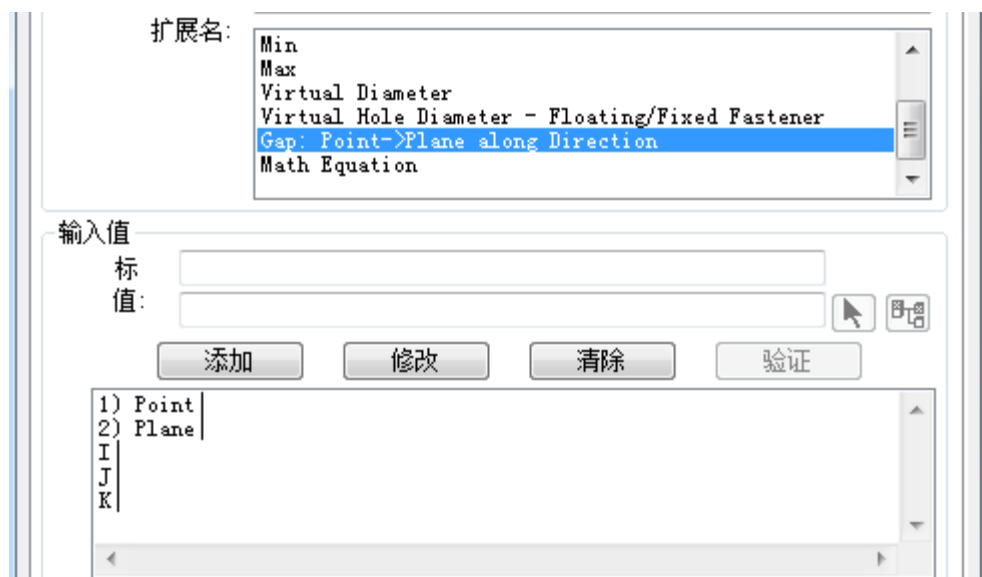 扩展名:
Min
Max
Virtual Diameter
Virtual Hole Diameter - Floating/Fixed Fastener
Gap: Point->Plane along Direction
Math Equation
输入值
标
值:
添加 修改 清除 验证
1) Point|
2) Plane|
I|
J|
K|